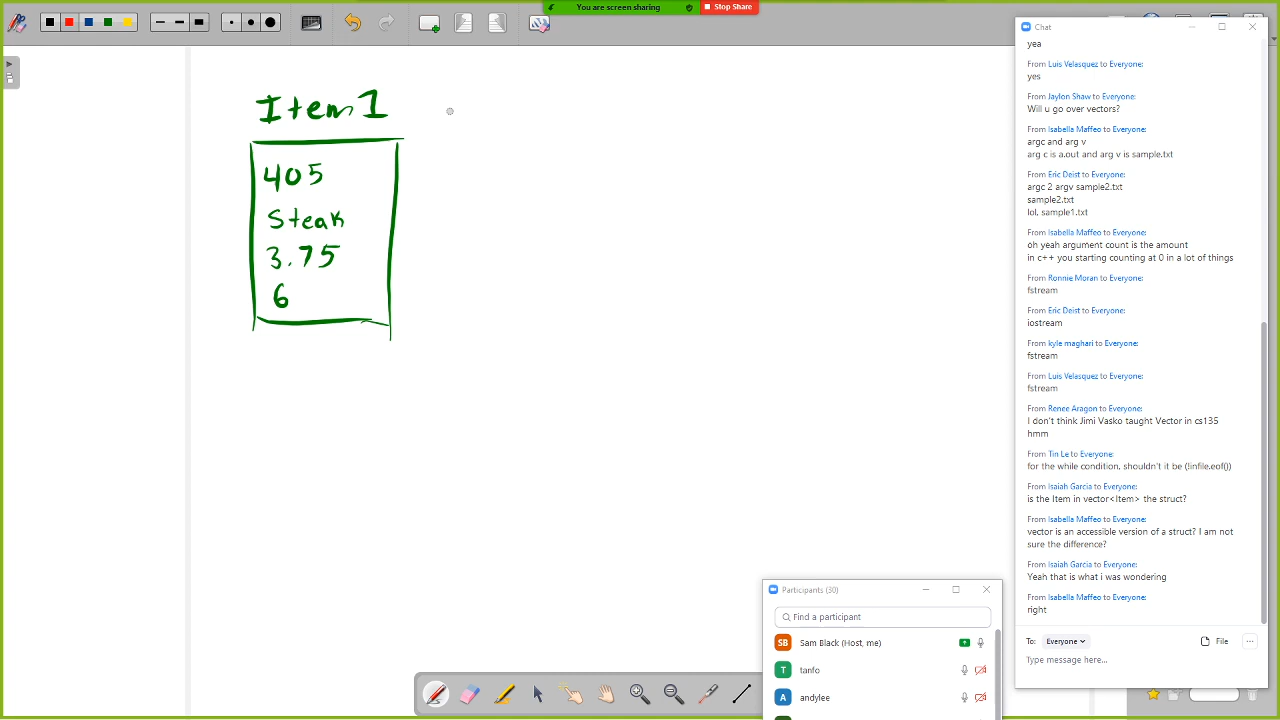 You are screen sharing
Stop Share
Item1
405
Steak
3.75
6
Chat
yea
From Luis Velasquez to Everyone:
yes
From Jaylon Shaw to Everyone:
Will u go over vectors?
From Isabella Maffeo to Everyone:
argc and arg v
arg c is a.out and arg v is sample.txt
From Eric Deist to Everyone:
argc 2 argv sample2.txt
sample2.txt
lol, sample1.txt
From Isabella Maffeo to Everyone:
oh yeah argument count is the amount
in c++ you starting counting at 0 in a lot of things
From Ronnie Moran to Everyone:
fstream
From Eric Deist to Everyone:
iostream
From kyle maghari to Everyone:
fstream
From Luis Velasquez to Everyone:
fstream
From Renee Aragon to Everyone:
I don't think Jimi Vasko taught Vector in cs135
hmm
From Tin Le to Everyone:
for the while condition, shouldn't it be (!infile.eof())
From Isaiah Garcia to Everyone:
is the Item in vector<Item> the struct?
From Isabella Maffeo to Everyone:
vector is an accessible version of a struct? I am not
sure the difference?
From Isaiah Garcia to Everyone:
Yeah that is what i was wondering
From Isabella Maffeo to Everyone:
right
To: Everyone
File
Type message here...
Participants (30)
Find a participant
SB Sam Black (Host, me)
T tanfo
A andylee